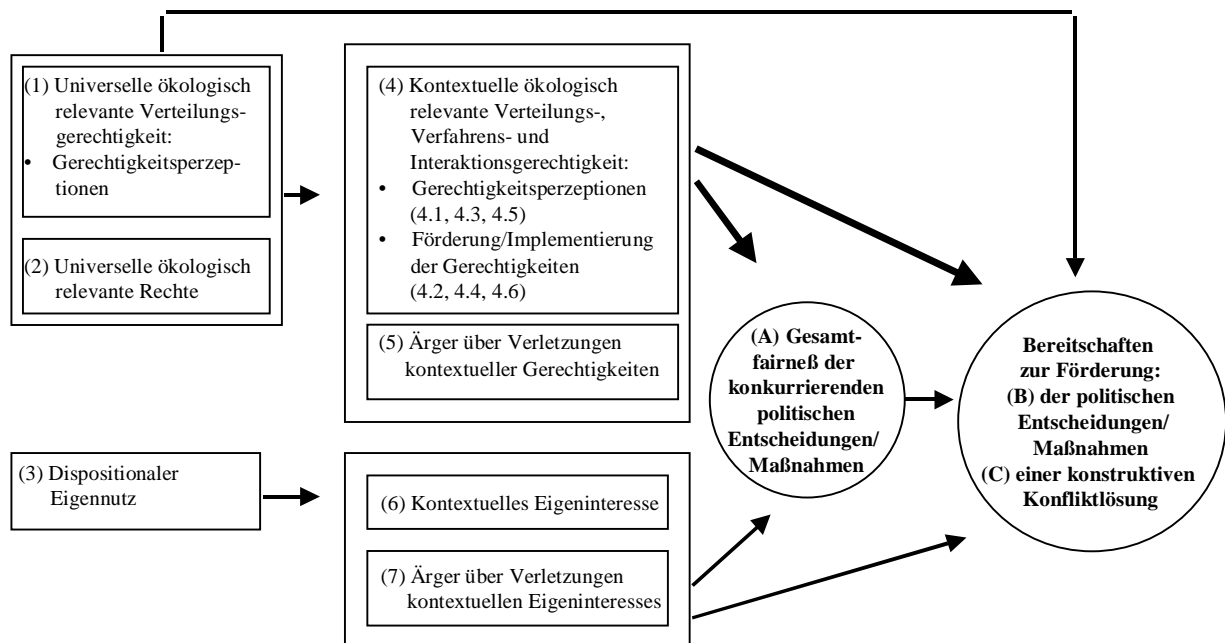 (1) Universelle ökologisch
relevante Verteilungs-
gerechtigkeit:
• Gerechtigkeitsperzep-
tionen
(2) Universelle ökologisch
relevante Rechte
(3) Dispositionaler
Eigennutz
(4) Kontextuelle ökologisch
relevante Verteilungs-,
Verfahrens- und
Interaktionsgerechtigkeit:
• Gerechtigkeitsperzeptionen
(4.1, 4.3, 4.5)
• Förderung/Implementierung
der Gerechtigkeiten
(4.2, 4.4, 4.6)
(5) Ärger über Verletzungen
kontextueller Gerechtigkeiten
(6) Kontextuelles Eigeninteresse
(7) Ärger über Verletzungen
kontextuellen Eigeninteresses
(A) Gesamt-
fairneß der
konkurrierenden
politischen
Entscheidungen/
Maßnahmen
Bereitschaften
zur Förderung:
(B) der politischen
Entscheidungen/
Maßnahmen
(C) einer konstruktiven
Konfliktlösung